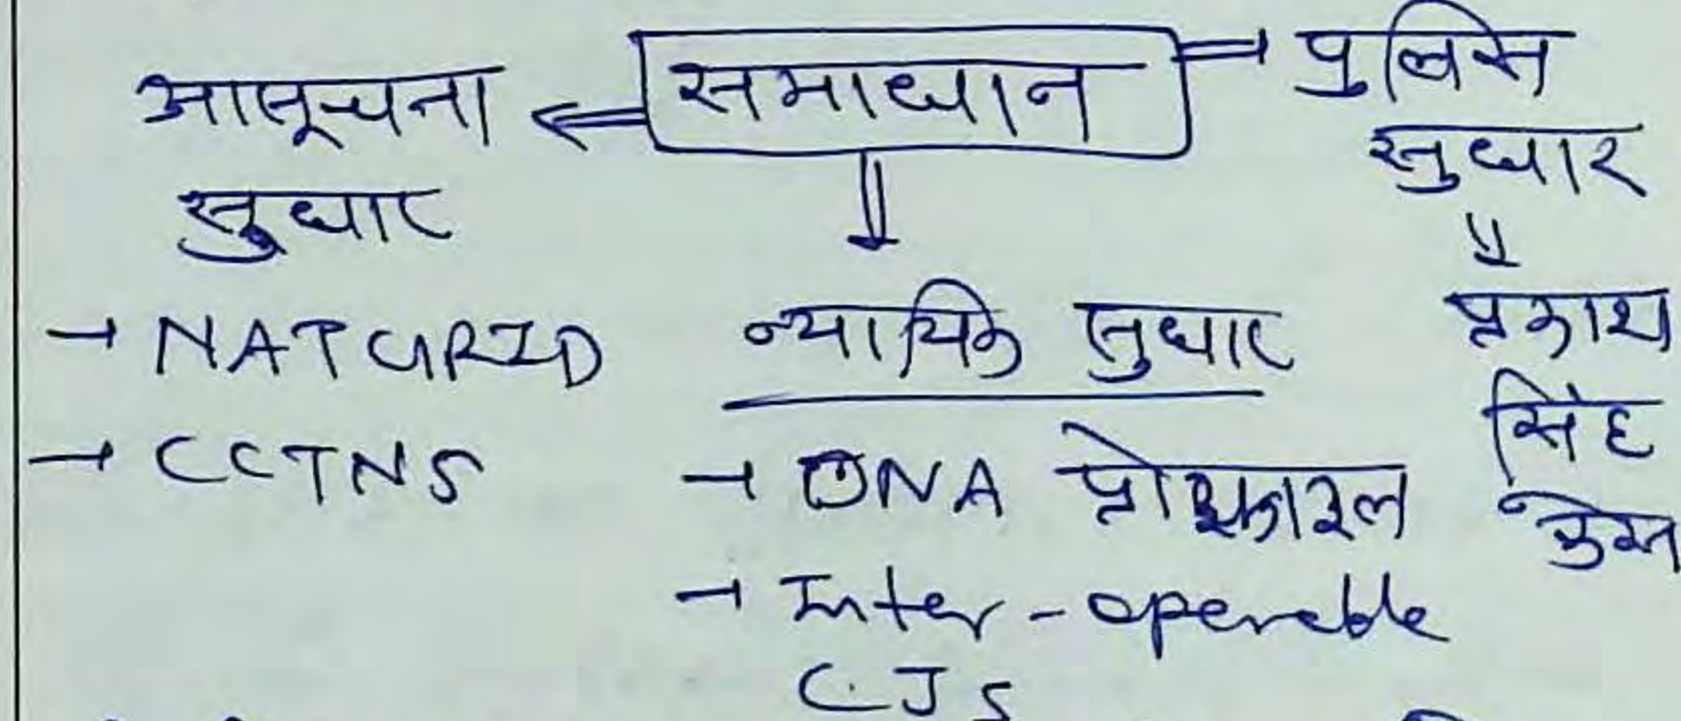 समाधान
आसूचना
सुधार
→ NATGRID
→ CCTNS
न्यायिक सुधार
→ DNA प्रोफाइल
→ Inter-operable
CJS
पुलिस
सुधार
प्रकाश
सिंह
केस